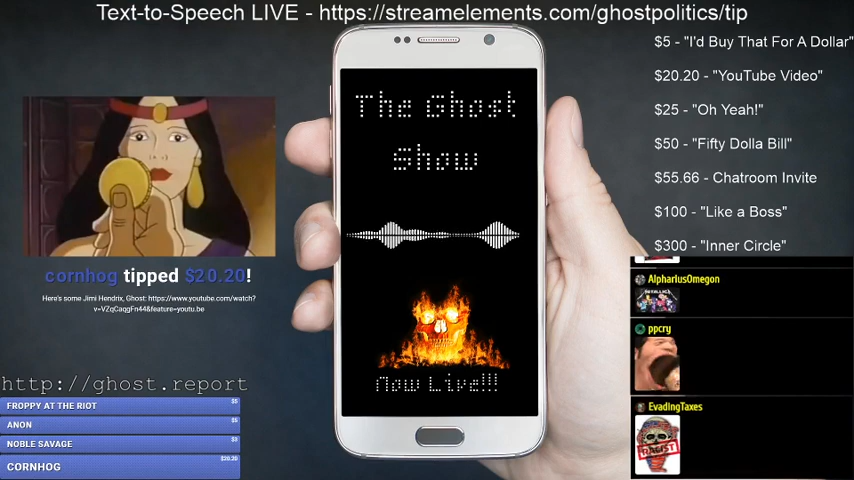 Text-to-Speech LIVE - https://streamelements.com/ghostpolitics/tip
$5 - "I'd Buy That For A Dollar"
$20.20 - "YouTube Video"
$25 - "Oh Yeah!"
$50 - "Fifty Dolla Bill"
$55.66 - Chatroom Invite
$100 - "Like a Boss"
$300 - "Inner Circle"
The Ghost
Show
Now Live!!!
cornhog tipped $20.20!
Here's some Jimi Hendrix, Ghost: https://www.youtube.com/watch?
v=VZqCaqgFn44&feature=youtu.be
http://ghost.report
FROPPY AT THE RIOT $5
ANON $5
NOBLE SAVAGE $3
CORNHOG $20.20
AlpharlusOmegon
ppcry
EvadingTaxes
RACIST